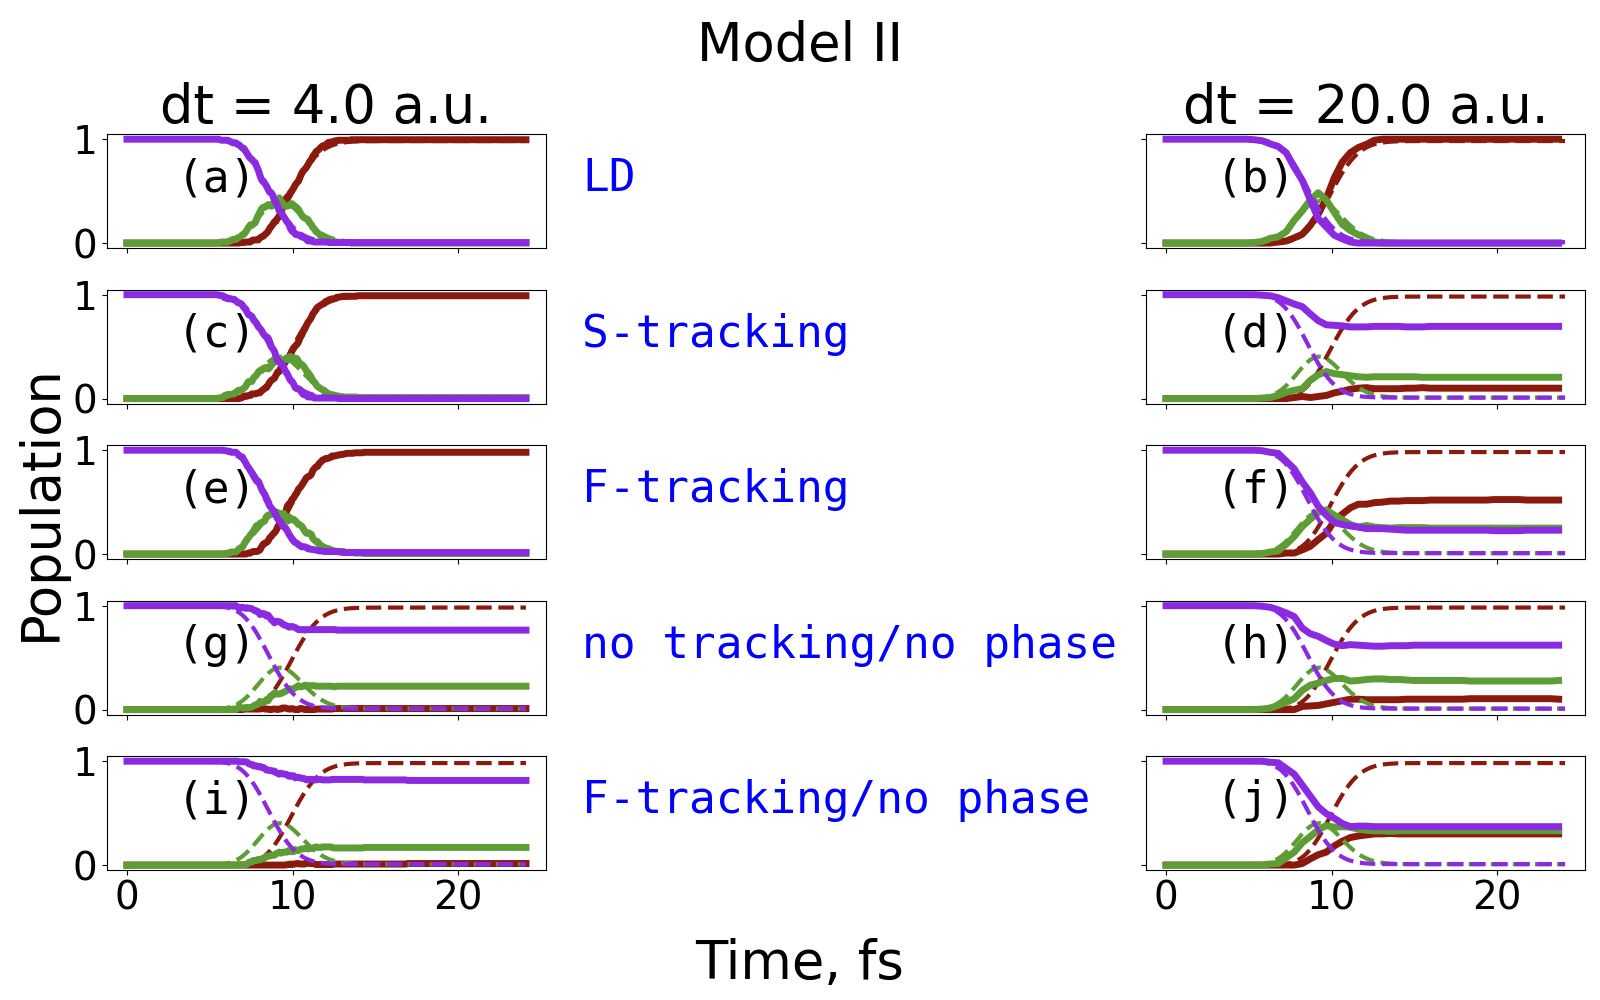 Model II
dt = 4.0 a.u.
dt = 20.0 a.u.
1
0
(a)
LD
(b)
1
0
(c)
S-tracking
(d)
1
0
(e)
F-tracking
(f)
1
0
(g)
no tracking/no phase
(h)
1
0
(i)
F-tracking/no phase
(j)
0 10 20
0 10 20
Population
Time, fs